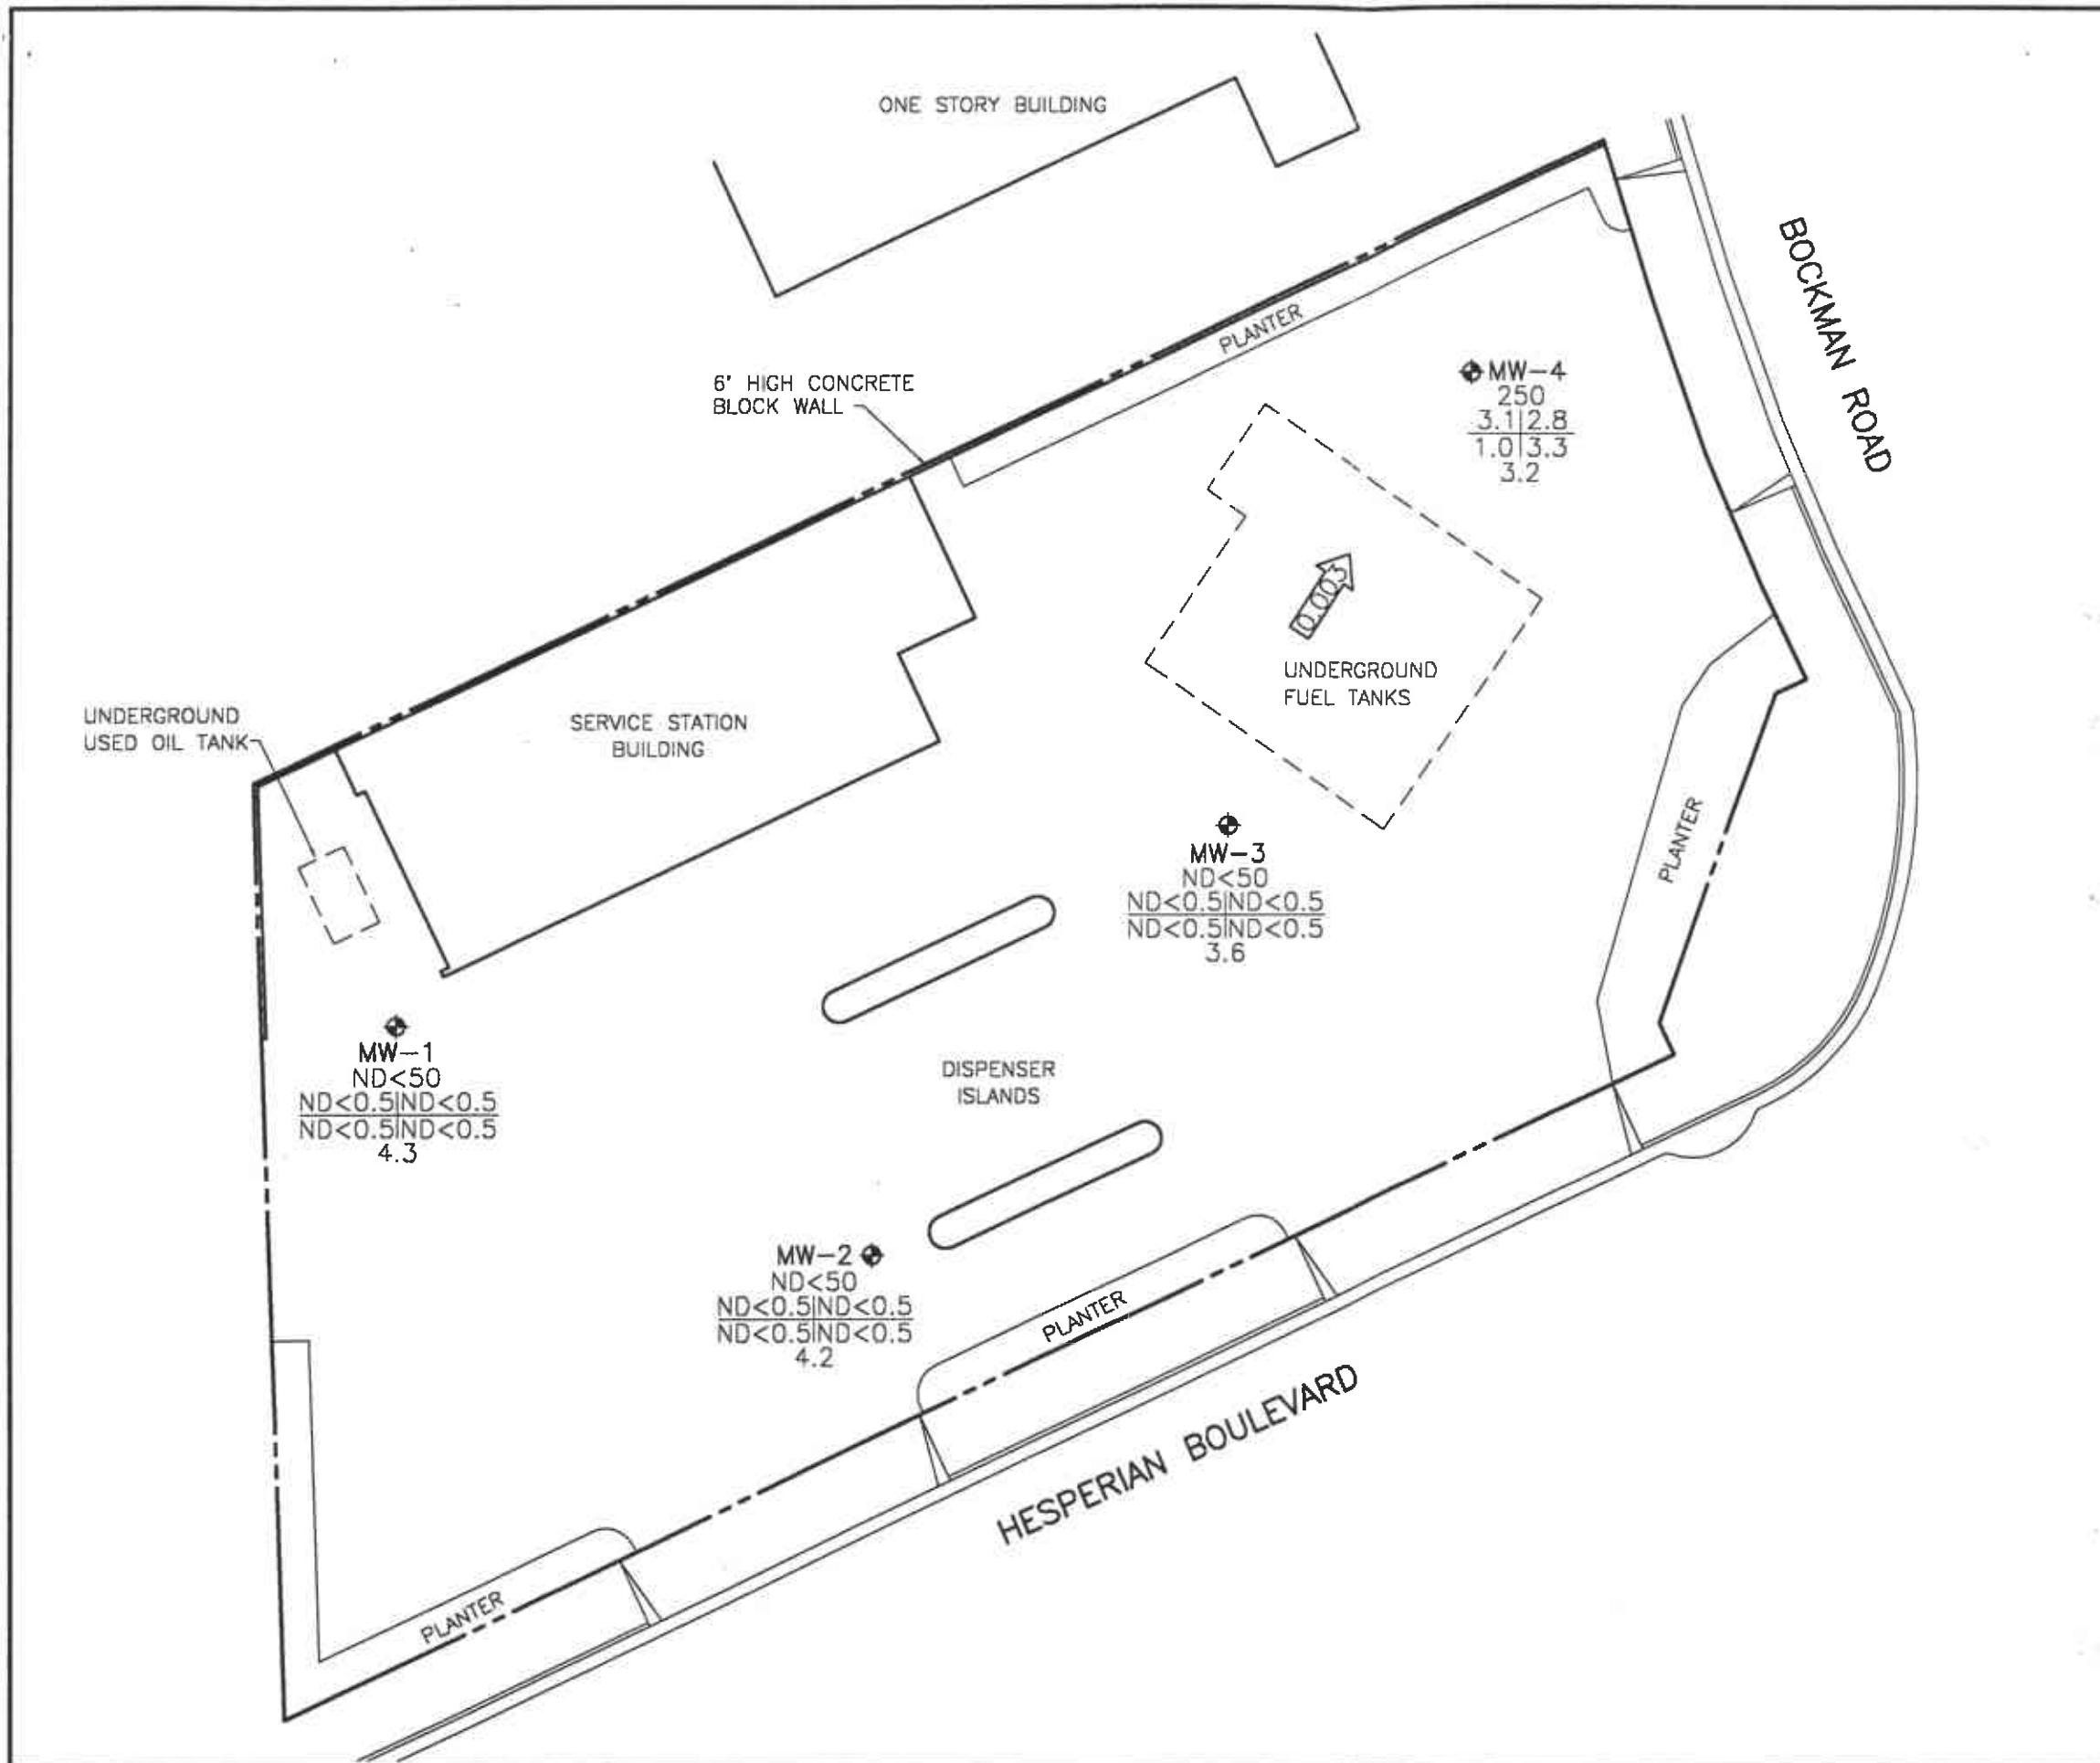 ONE STORY BUILDING
BOCKMAN ROAD
PLANTER
6' HIGH CONCRETE
BLOCK WALL
MW-4
250
3.1|2.8
1.0|3.3
3.2
0.003
UNDERGROUND
FUEL TANKS
UNDERGROUND
USED OIL TANK
SERVICE STATION
BUILDING
PLANTER
MW-3
ND<50
ND<0.5|ND<0.5
ND<0.5|ND<0.5
3.6
MW-1
ND<50
ND<0.5|ND<0.5
ND<0.5|ND<0.5
4.3
DISPENSER
ISLANDS
MW-2
ND<50
ND<0.5|ND<0.5
ND<0.5|ND<0.5
4.2
PLANTER
HESPERIAN BOULEVARD
PLANTER